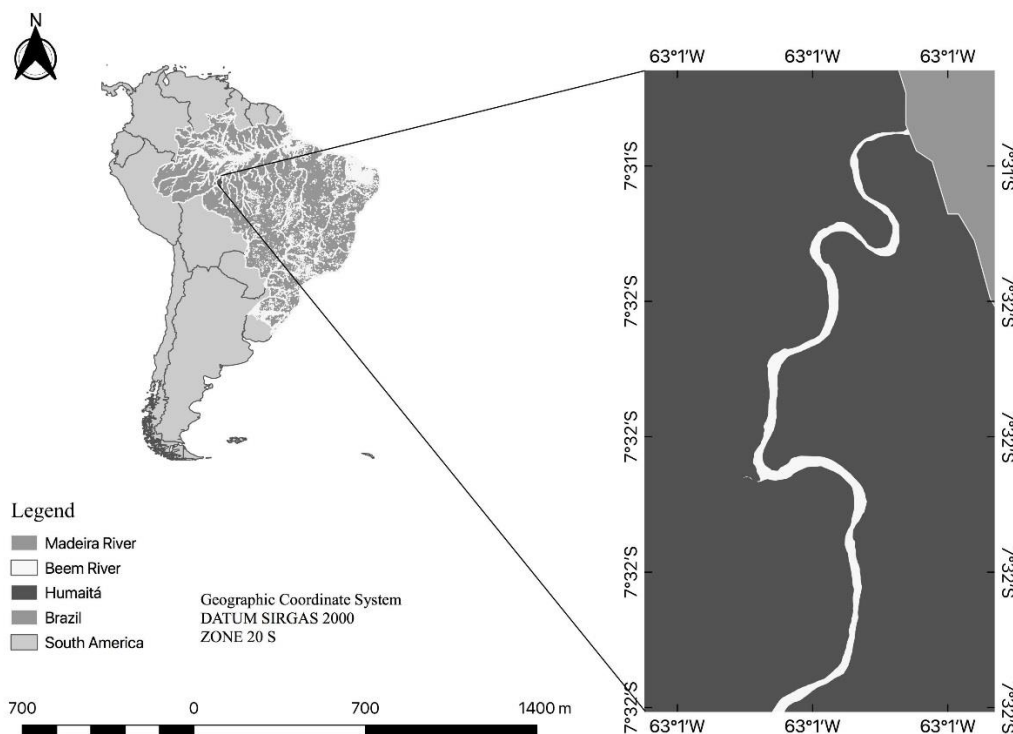 N
63°1'W 63°1'W 63°1'W
7°31'S 7°31'S
7°32'S 7°32'S
7°32'S 7°32'S
7°32'S 7°32'S
7°32'S 7°32'S
63°1'W 63°1'W 63°1'W
Legend
Madeira River
Beem River
Humaitá
Brazil
South America
Geographic Coordinate System
DATUM SIRGAS 2000
ZONE 20 S
700 0 700 1400 m